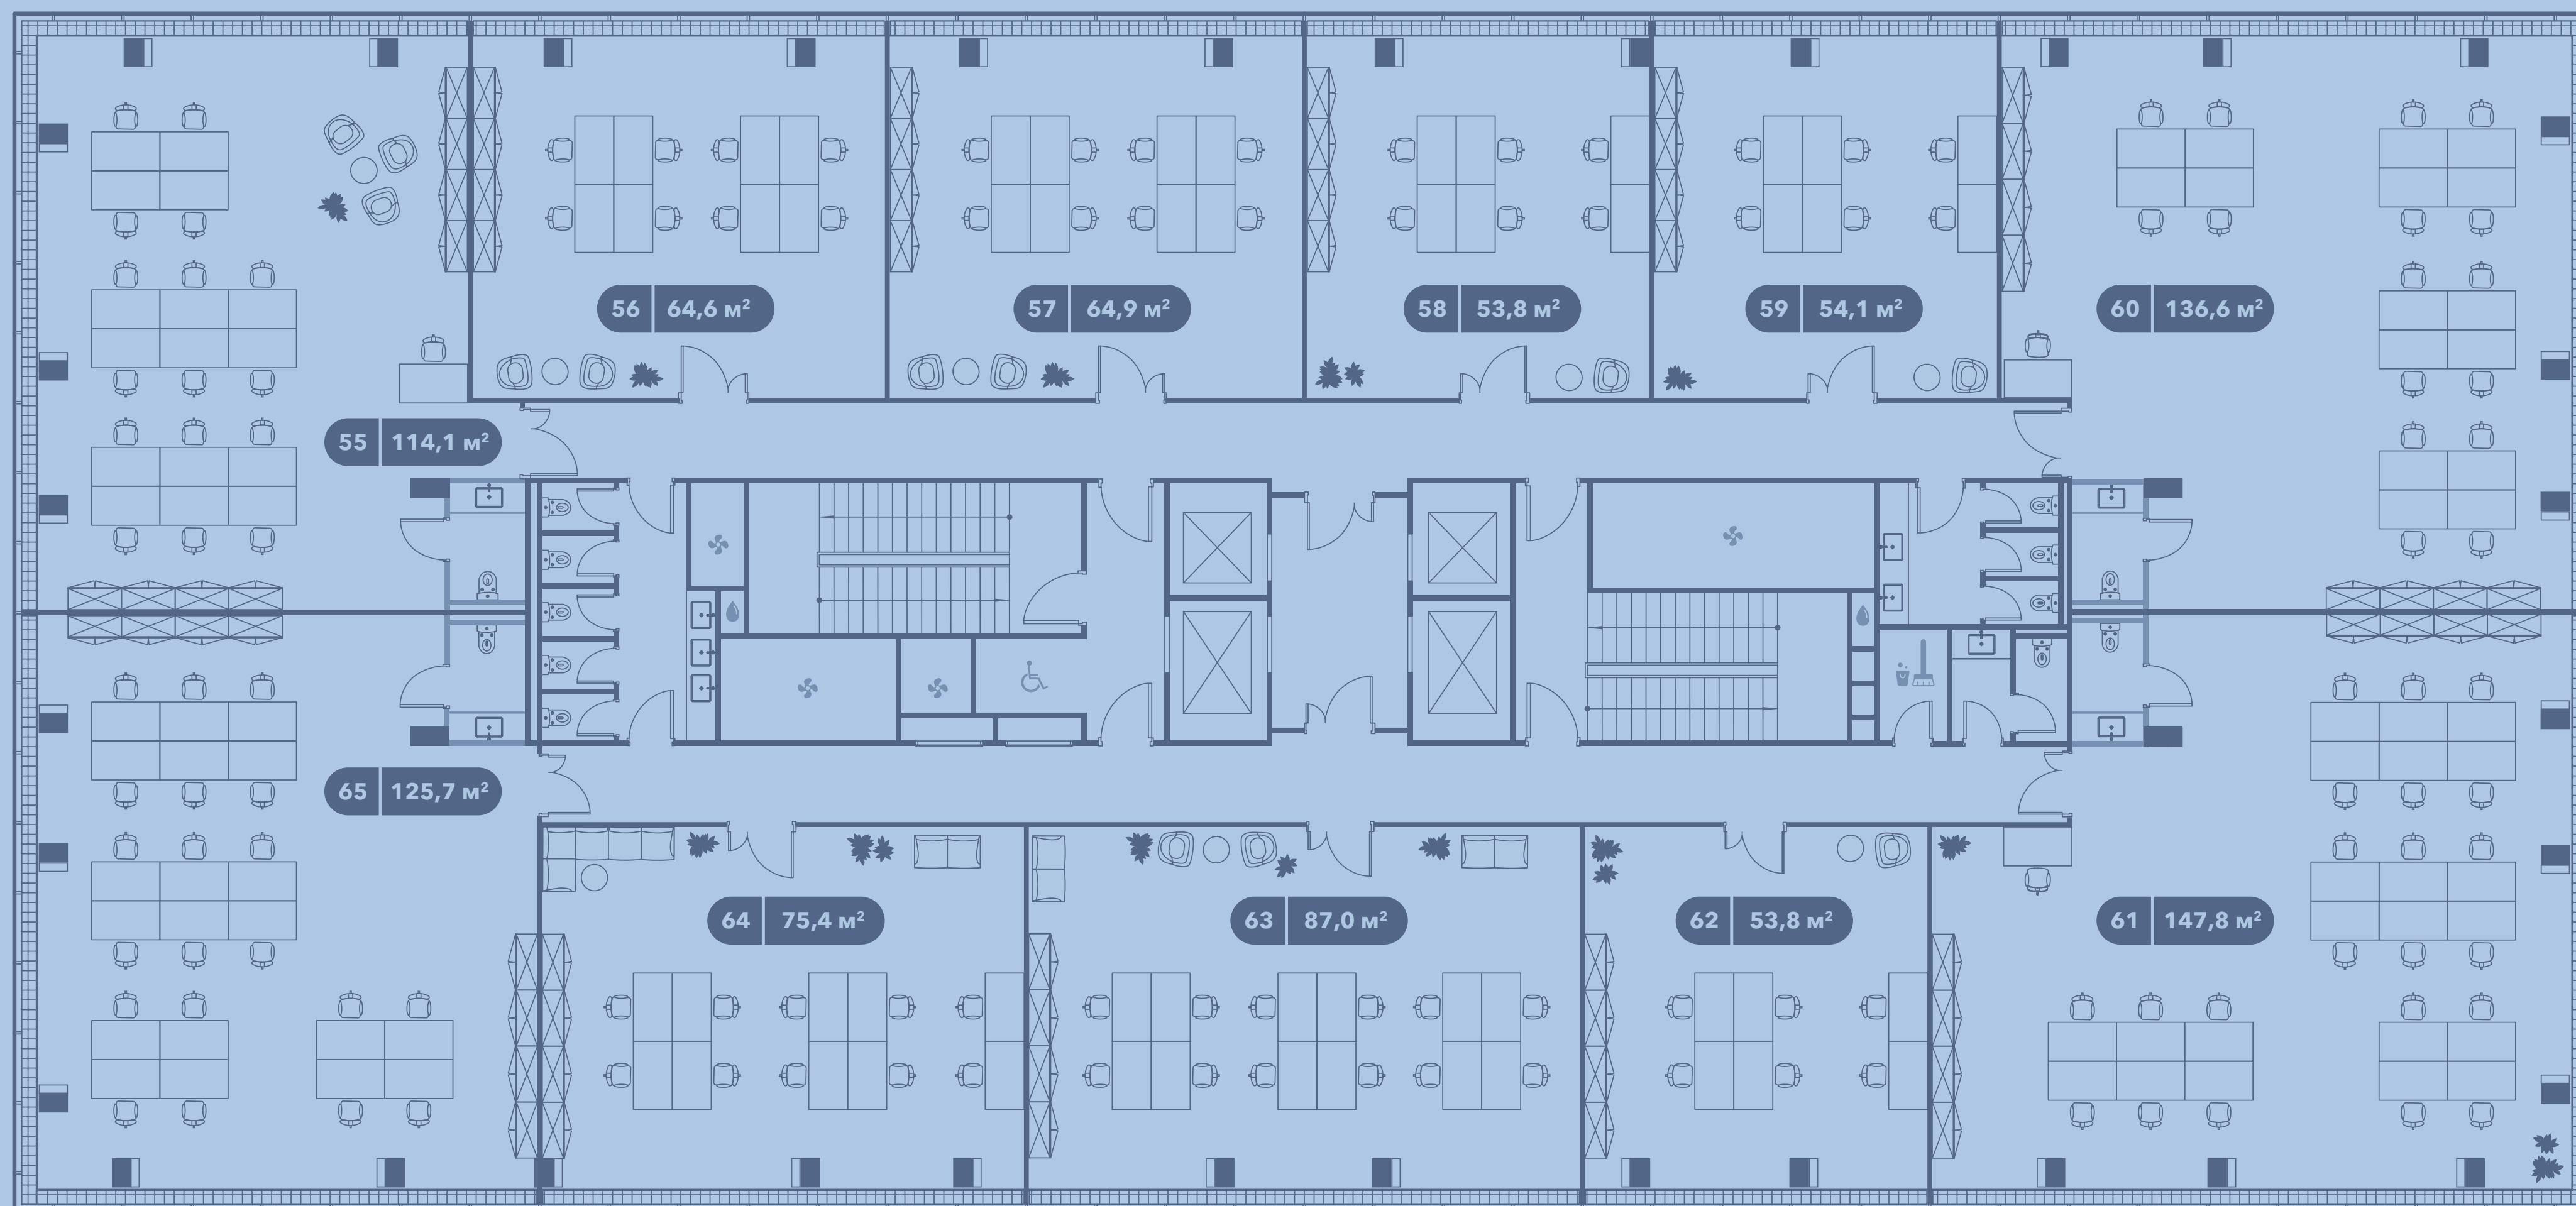 56 64,6 м²
57 64,9 м²
58 53,8 м²
59 54,1 м²
60 136,6 м²
55 114,1 м²
65 125,7 м²
64 75,4 м²
63 87,0 м²
62 53,8 м²
61 147,8 м²